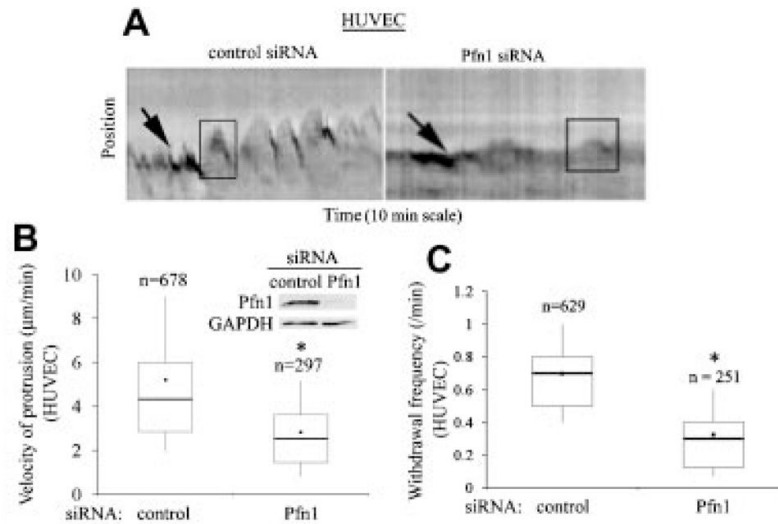 A
HUVEC
control siRNA
Pfn1 siRNA
Position
Time (10 min scale)
B
Velocity of protrusion (µm/min)
(HUVEC)
10
8
6
4
2
0
n=678
siRNA
control Pfn1
Pfn1
GAPDH
*
n=297
siRNA: control Pfn1
C
Withdrawal frequency (/min)
(HUVEC)
1.2
1
0.8
0.6
0.4
0.2
0
n=629
*
n = 251
siRNA: control Pfn1